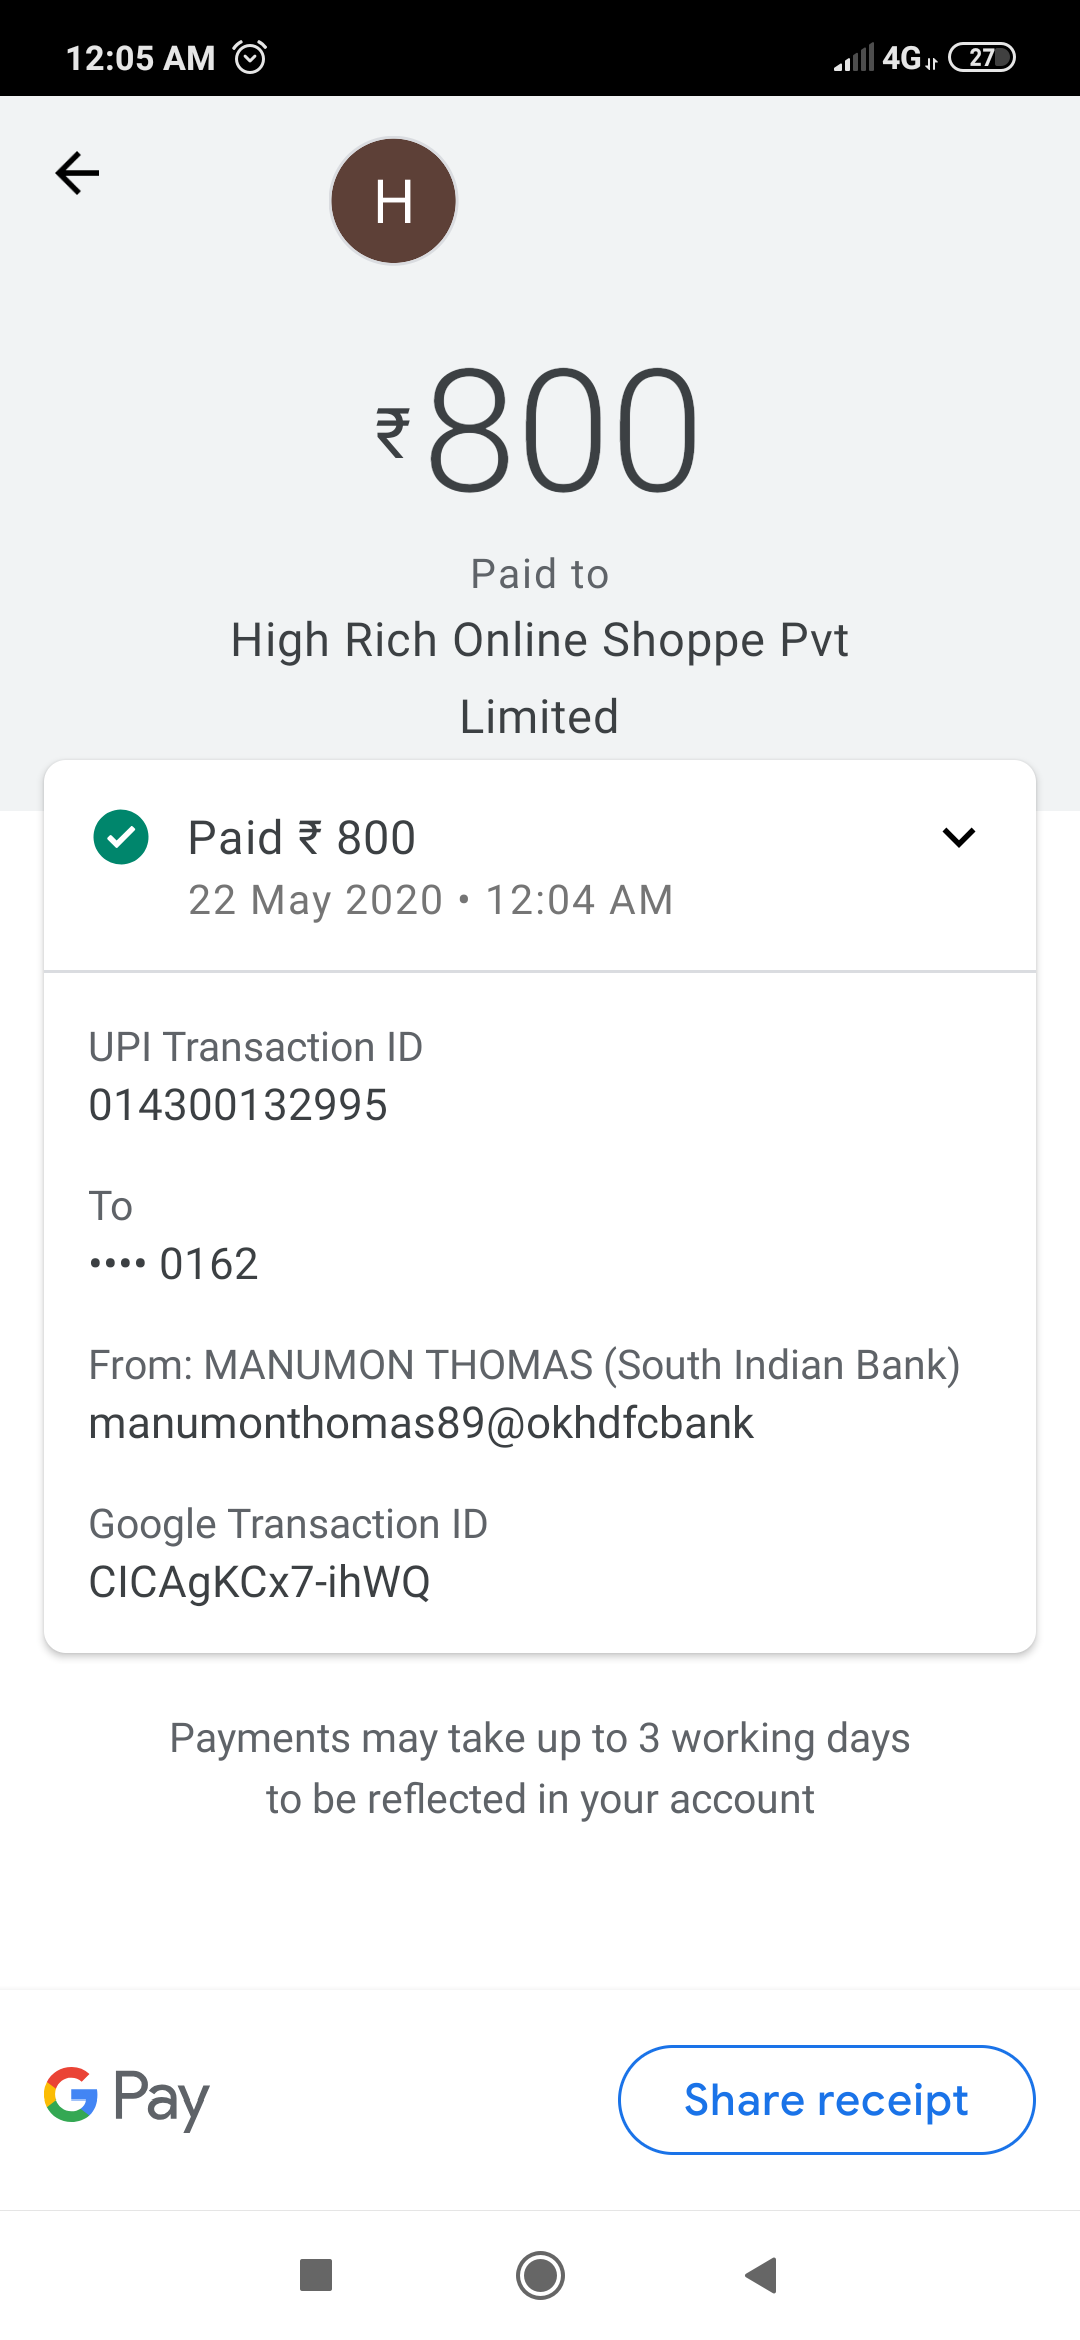 12:05 AM 4G 27
H
₹800
Paid to
High Rich Online Shoppe Pvt
Limited
Paid ₹ 800
22 May 2020 • 12:04 AM
UPI Transaction ID
014300132995
To
•••• 0162
From: MANUMON THOMAS (South Indian Bank)
manumonthomas89@okhdfcbank
Google Transaction ID
CICAgKCx7-ihWQ
Payments may take up to 3 working days
to be reflected in your account
G Pay
Share receipt